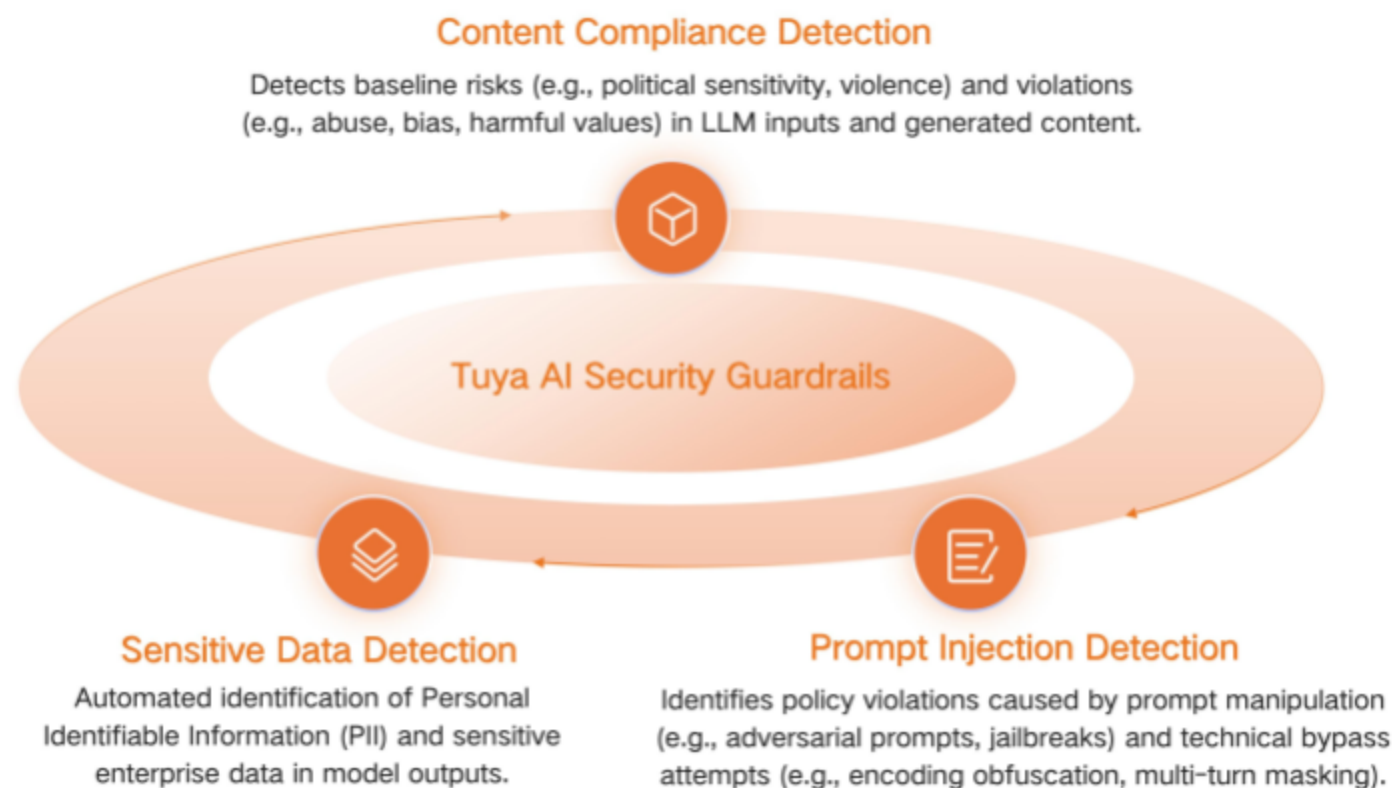 Content Compliance Detection
Detects baseline risks (e.g., political sensitivity, violence) and violations
(e.g., abuse, bias, harmful values) in LLM inputs and generated content.
Tuya AI Security Guardrails
Sensitive Data Detection
Automated identification of Personal
Identifiable Information (PII) and sensitive
enterprise data in model outputs.
Prompt Injection Detection
Identifies policy violations caused by prompt manipulation
(e.g., adversarial prompts, jailbreaks) and technical bypass
attempts (e.g., encoding obfuscation, multi-turn masking).